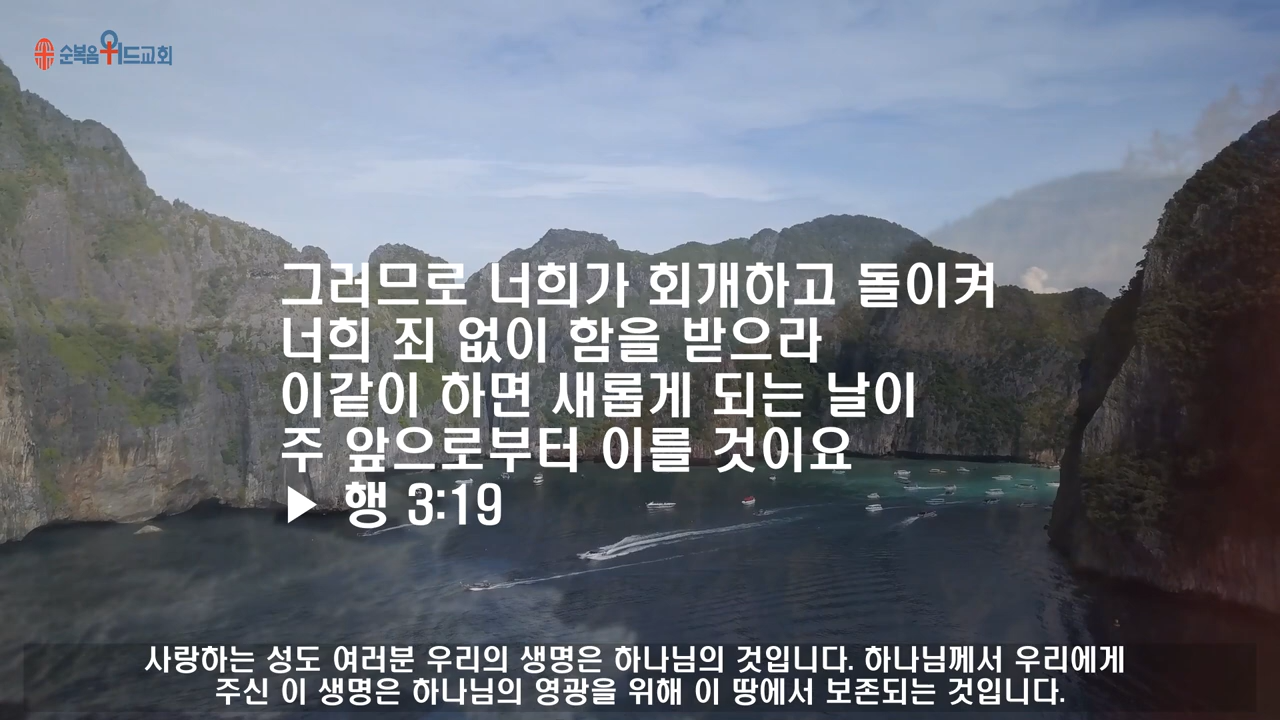 순복음위드교회
그러므로 너희가 회개하고 돌이켜
너희 죄 없이 함을 받으라
이같이 하면 새롭게 되는 날이
주 앞으로부터 이를 것이요
▶ 행 3:19
사랑하는 성도 여러분 우리의 생명은 하나님의 것입니다. 하나님께서 우리에게
주신 이 생명은 하나님의 영광을 위해 이 땅에서 보존되는 것입니다.